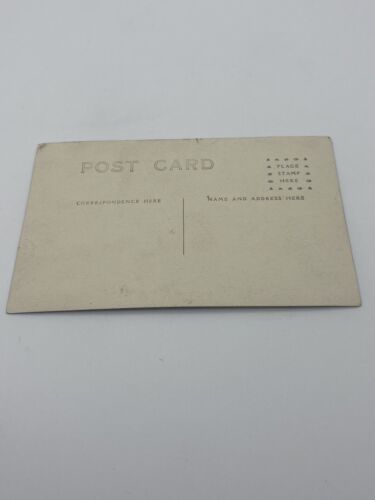 POST CARD
PLACE
STAMP
HERE
CORRESPONDENCE HERE
NAME AND ADDRESS HERE